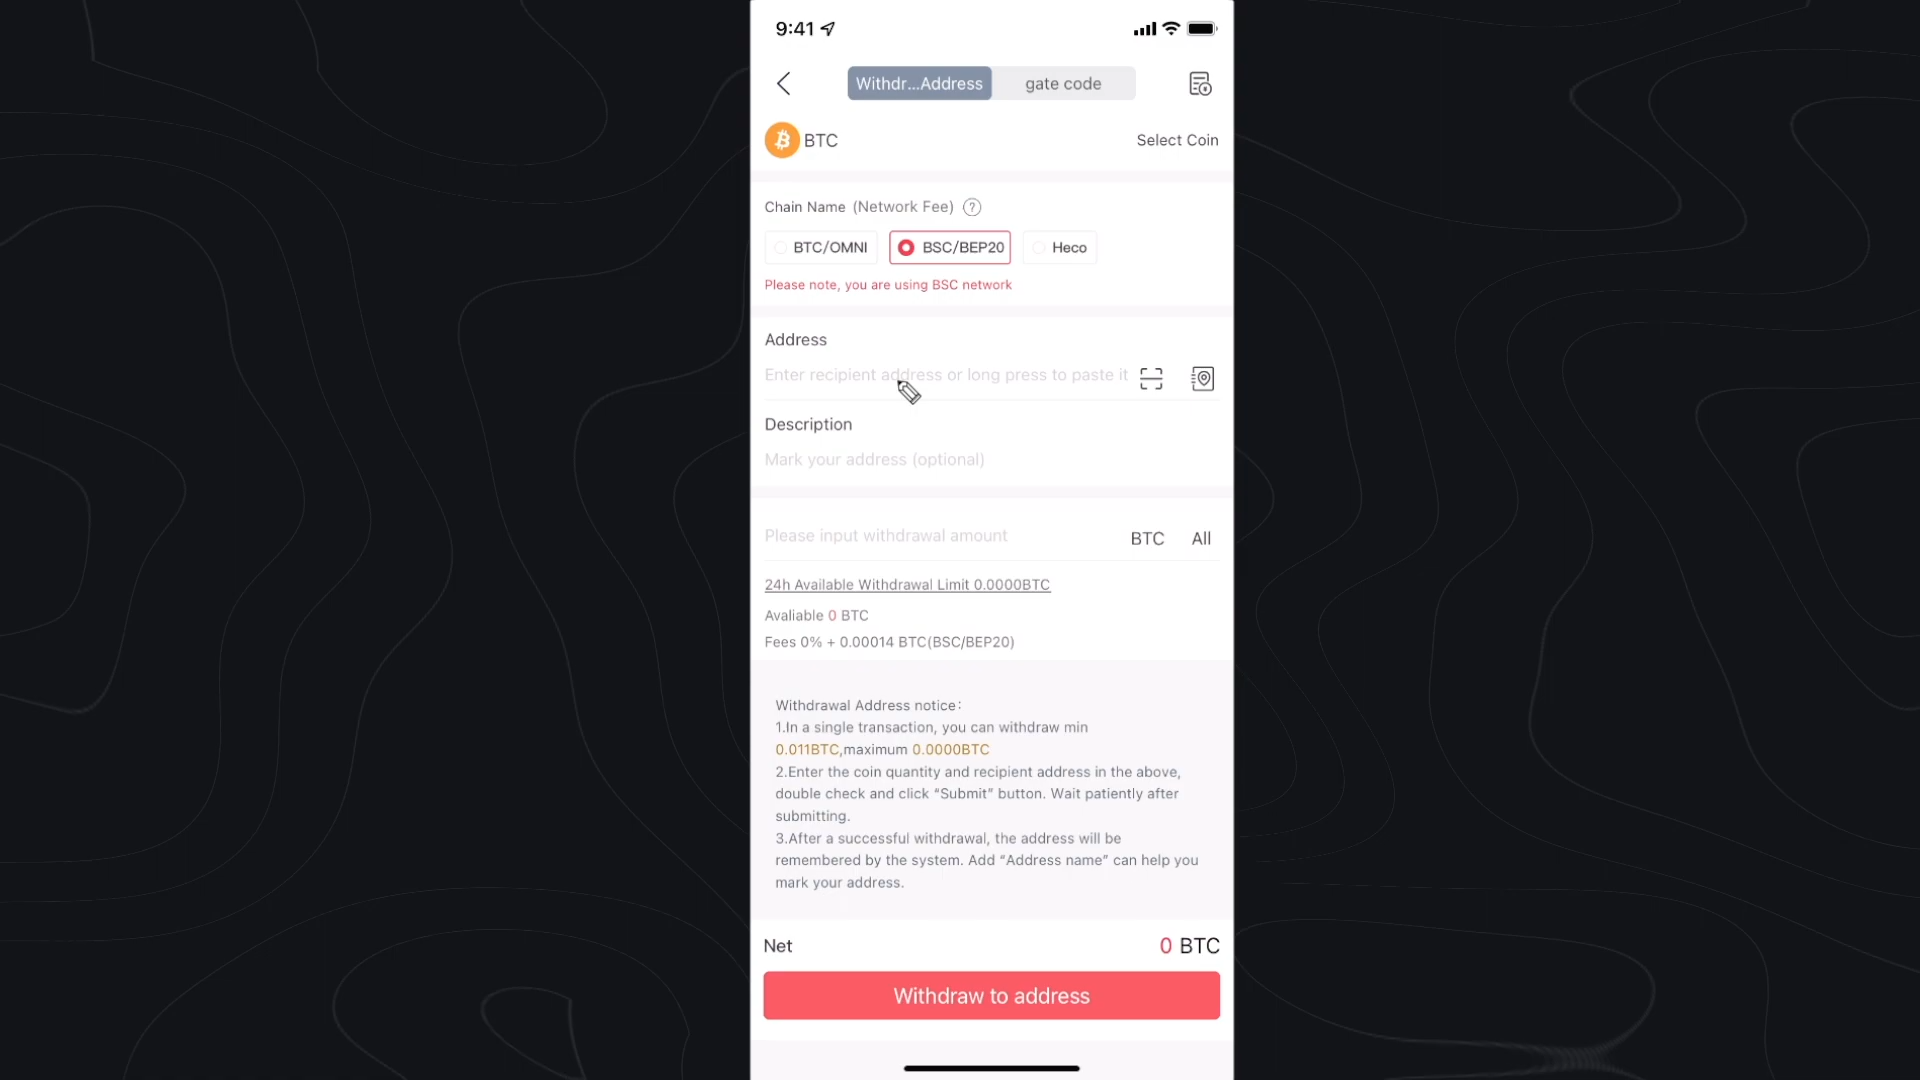 9:41
Withdr...Address gate code
BTC Select Coin
Chain Name (Network Fee) ?
BTC/OMNI BSC/BEP20 Heco
Please note, you are using BSC network
Address
Enter recipient address or long press to paste it
Description
Mark your address (optional)
Please input withdrawal amount BTC All
24h Available Withdrawal Limit 0.0000BTC
Avaliable 0 BTC
Fees 0% + 0.00014 BTC(BSC/BEP20)
Withdrawal Address notice:
1.In a single transaction, you can withdraw min
0.011BTC,maximum 0.0000BTC
2.Enter the coin quantity and recipient address in the above,
double check and click “Submit” button. Wait patiently after
submitting.
3.After a successful withdrawal, the address will be
remembered by the system. Add “Address name” can help you
mark your address.
Net 0 BTC
Withdraw to address